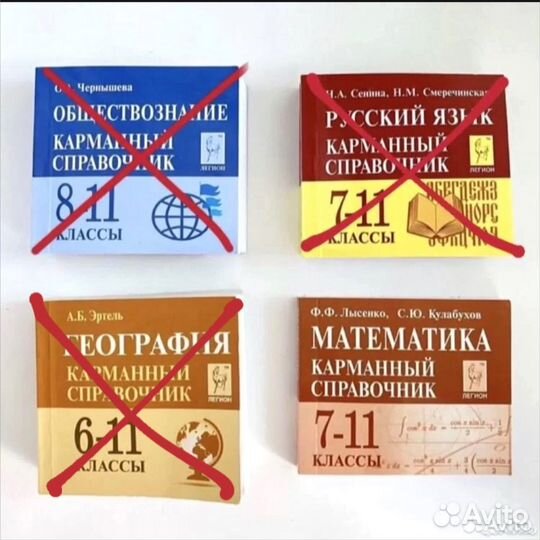 О.А. Чернышева
ОБЩЕСТВОЗНАНИЕ
КАРМАННЫЙ
СПРАВОЧНИК
ЛЕГИОН
8-11
КЛАССЫ
Н.А. Сенина, Н.М. Смеречинская
РУССКИЙ ЯЗЫК
КАРМАННЫЙ
СПРАВОЧНИК
ЛЕГИОН
7-11
КЛАССЫ
А.Б. Эртель
ГЕОГРАФИЯ
КАРМАННЫЙ
СПРАВОЧНИК
ЛЕГИОН
6-11
КЛАССЫ
Ф.Ф. Лысенко, С.Ю. Кулабухов
МАТЕМАТИКА
КАРМАННЫЙ
СПРАВОЧНИК
ЛЕГИОН
7-11
КЛАССЫ
Avito